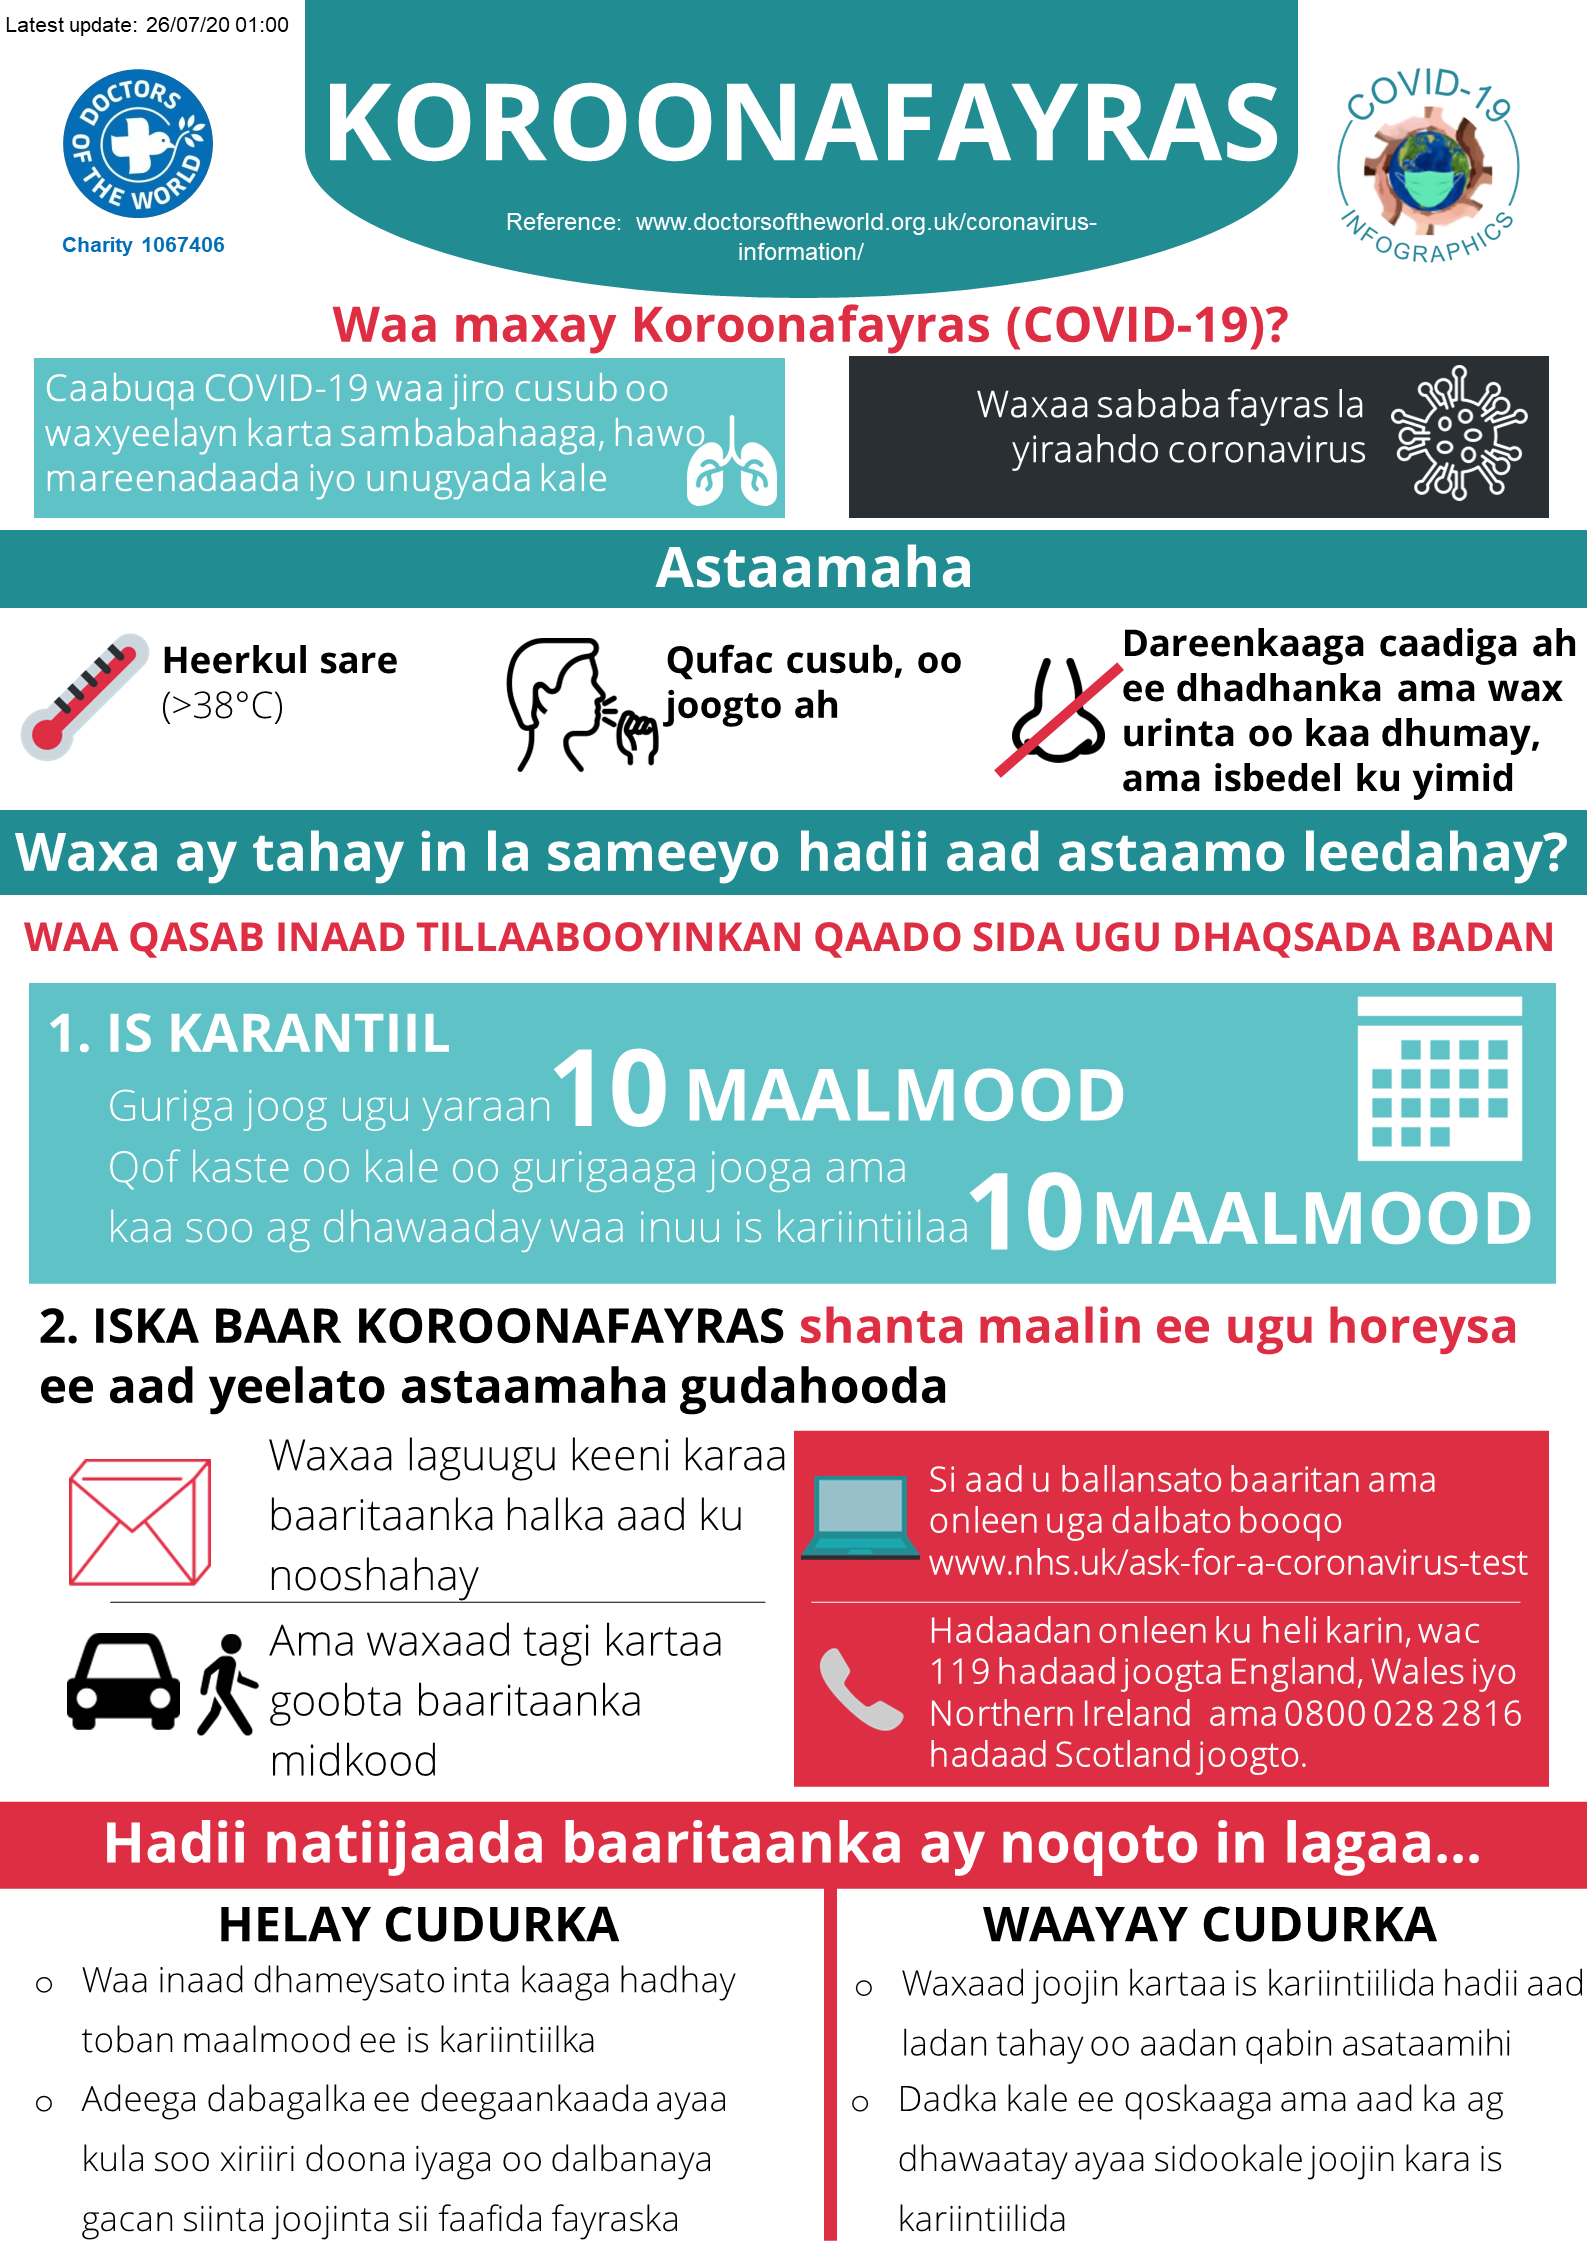 Latest update: 26/07/20 01:00
DOCTORS OF THE WORLD
Charity 1067406
KOROONAFAYRAS
Reference: www.doctorsoftheworld.org.uk/coronavirus-
information/
COVID-19
INFOGRAPHICS
Waa maxay Koroonafayras (COVID-19)?
Caabuqa COVID-19 waa jiro cusub oo
waxyeelayn karta sambabahaaga, hawo
mareenadaada iyo unugyada kale
Waxaa sababa fayras la
yiraahdo coronavirus
Astaamaha
Heerkul sare
(>38°C)
Qufac cusub, oo
joogto ah
Dareenkaaga caadiga ah
ee dhadhanka ama wax
urinta oo kaa dhumay,
ama isbedel ku yimid
Waxa ay tahay in la sameeyo hadii aad astaamo leedahay?
WAA QASAB INAAD TILLAABOOYINKAN QAADO SIDA UGU DHAQSADA BADAN
1. IS KARANTIIL
Guriga joog ugu yaraan 10 MAALMOOD
Qof kaste oo kale oo gurigaaga jooga ama
kaa soo ag dhawaaday waa inuu is kariintiilaa 10 MAALMOOD
2. ISKA BAAR KOROONAFAYRAS shanta maalin ee ugu horeysa
ee aad yeelato astaamaha gudahooda
Waxaa laguugu keeni karaa
baaritaanka halka aad ku
nooshahay
Ama waxaad tagi kartaa
goobta baaritaanka
midkood
Si aad u ballansato baaritan ama
onleen uga dalbato booqo
www.nhs.uk/ask-for-a-coronavirus-test
Hadaadan onleen ku heli karin, wac
119 hadaad joogta England, Wales iyo
Northern Ireland ama 0800 028 2816
hadaad Scotland joogto.
Hadii natiijaada baaritaanka ay noqoto in lagaa...
HELAY CUDURKA
o Waa inaad dhameysato inta kaaga hadhay
toban maalmood ee is kariintiilka
o Adeega dabagalka ee deegaankaada ayaa
kula soo xiriiri doona iyaga oo dalbanaya
gacan siinta joojinta sii faafida fayraska
WAAYAY CUDURKA
o Waxaad joojin kartaa is kariintiilida hadii aad
ladan tahay oo aadan qabin asataamihi
o Dadka kale ee qoskaaga ama aad ka ag
dhawaatay ayaa sidookale joojin kara is
kariintiilida